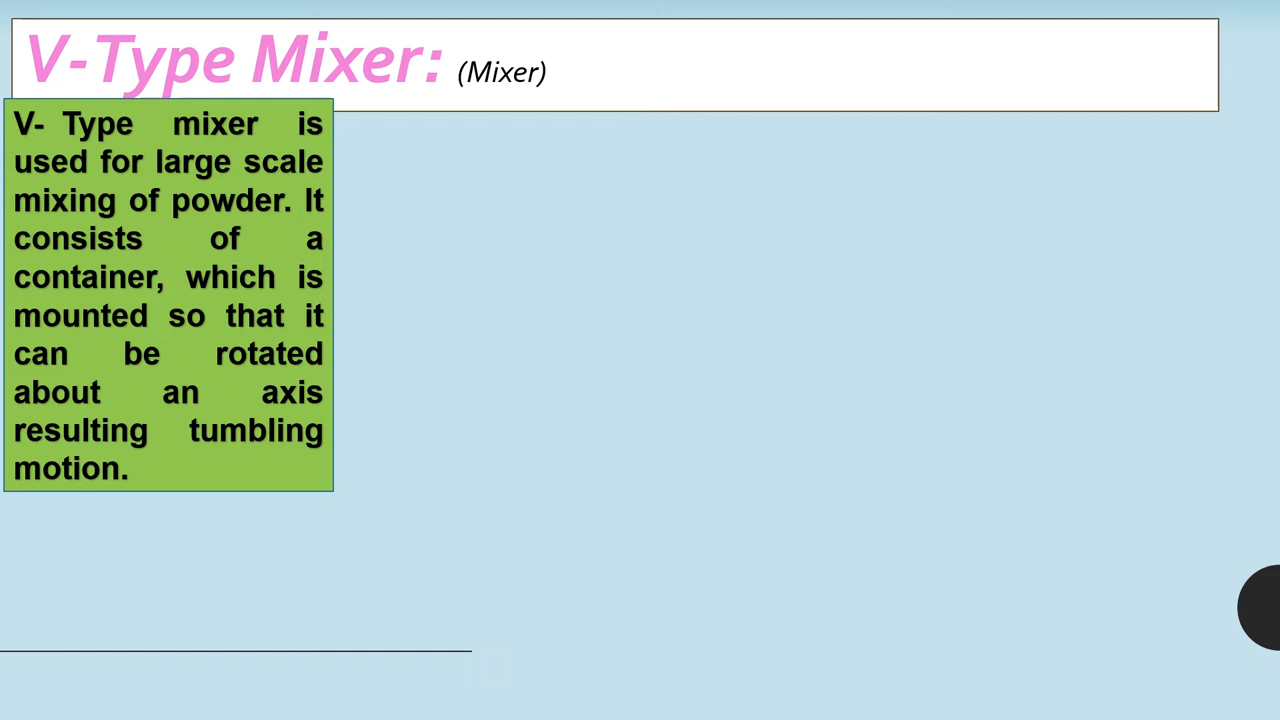 V-Type Mixer: (Mixer)
V- Type mixer is
used for large scale
mixing of powder. It
consists of a
container, which is
mounted so that it
can be rotated
about an axis
resulting tumbling
motion.